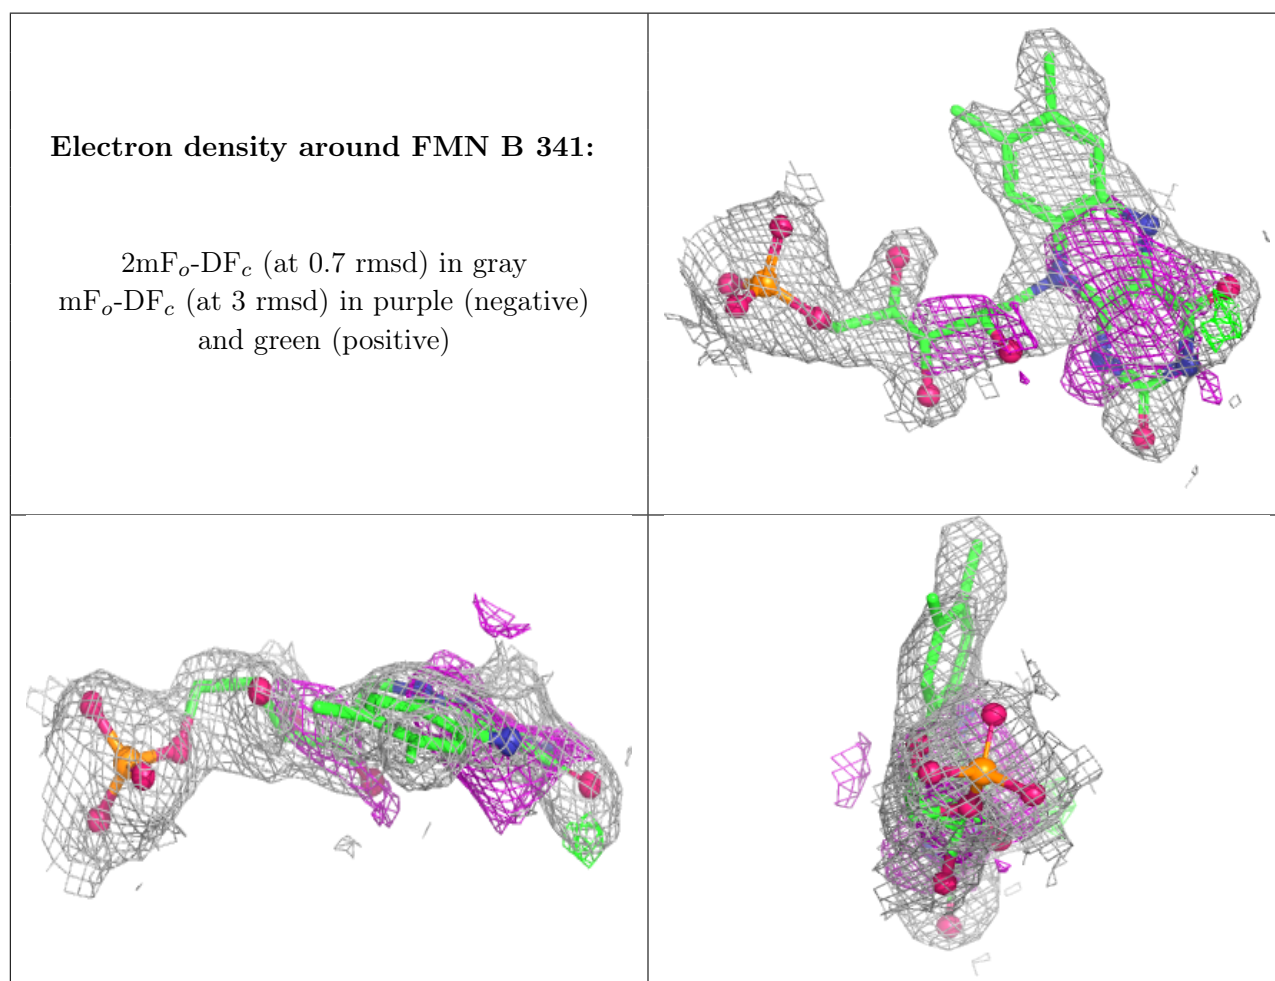 Electron density around FMN B 341:
2mFo-DFc (at 0.7 rmsd) in gray
mFo-DFc (at 3 rmsd) in purple (negative)
and green (positive)